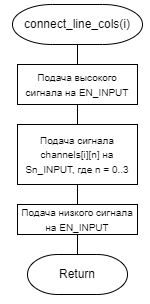 connect_line_cols(i)
Подача высокого
сигнала на EN_INPUT
Подача сигнала
channels[i][n] на
Sn_INPUT, где n = 0..3
Подача низкого сигнала
на EN_INPUT
Return